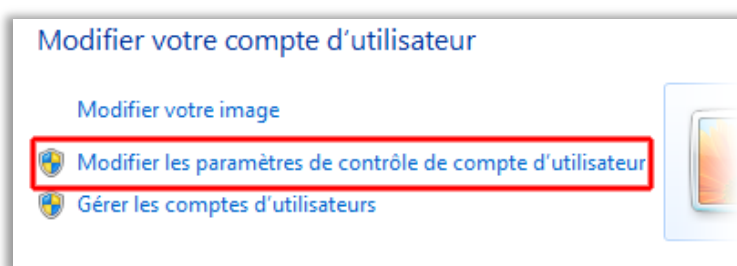 Modifier votre compte d’utilisateur
Modifier votre image
Modifier les paramètres de contrôle de compte d’utilisateur
Gérer les comptes d’utilisateurs